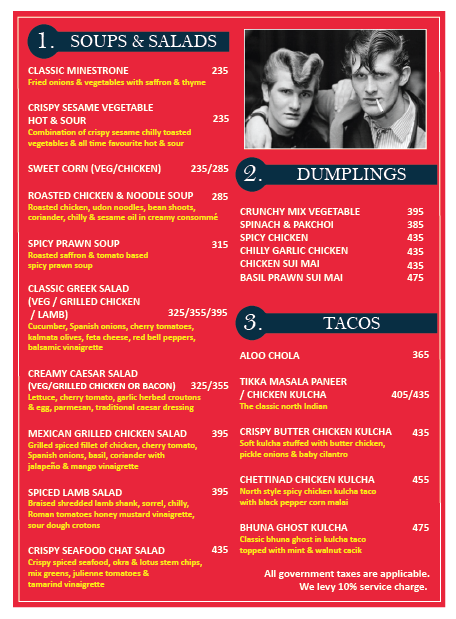 1. SOUPS & SALADS
CLASSIC MINESTRONE 235
Fried onions & vegetables with saffron & thyme
CRISPY SESAME VEGETABLE
HOT & SOUR 235
Combination of crispy sesame chilly toasted
vegetables & all time favourite hot & sour
SWEET CORN (VEG/CHICKEN) 235/285
ROASTED CHICKEN & NOODLE SOUP 285
Roasted chicken, udon noodles, bean shoots,
coriander, chilly & sesame oil in creamy consommé
SPICY PRAWN SOUP 315
Roasted saffron & tomato based
spicy prawn soup
CLASSIC GREEK SALAD
(VEG / GRILLED CHICKEN
/ LAMB) 325/355/395
Cucumber, Spanish onions, cherry tomatoes,
kalmata olives, feta cheese, red bell peppers,
balsamic vinaigrette
CREAMY CAESAR SALAD
(VEG/GRILLED CHICKEN OR BACON) 325/355
Lettuce, cherry tomato, garlic herbed croutons
& egg, parmesan, traditional caesar dressing
MEXICAN GRILLED CHICKEN SALAD 395
Grilled spiced fillet of chicken, cherry tomato,
Spanish onions, basil, coriander with
jalapeño & mango vinaigrette
SPICED LAMB SALAD 395
Braised shredded lamb shank, sorrel, chilly,
Roman tomatoes honey mustard vinaigrette,
sour dough crotons
CRISPY SEAFOOD CHAT SALAD 435
Crispy spiced seafood, okra & lotus stem chips,
mix greens, julienne tomatoes &
tamarind vinaigrette
2. DUMPLINGS
CRUNCHY MIX VEGETABLE 395
SPINACH & PAKCHOI 385
SPICY CHICKEN 435
CHILLY GARLIC CHICKEN 435
CHICKEN SUI MAI 435
BASIL PRAWN SUI MAI 475
3. TACOS
ALOO CHOLA 365
TIKKA MASALA PANEER
/ CHICKEN KULCHA 405/435
The classic north Indian
CRISPY BUTTER CHICKEN KULCHA 435
Soft kulcha stuffed with butter chicken,
pickle onions & baby cilantro
CHETTINAD CHICKEN KULCHA 455
North style spicy chicken kulcha taco
with black pepper corn malai
BHUNA GHOST KULCHA 475
Classic bhuna ghost in kulcha taco
topped with mint & walnut cacik
All government taxes are applicable.
We levy 10% service charge.